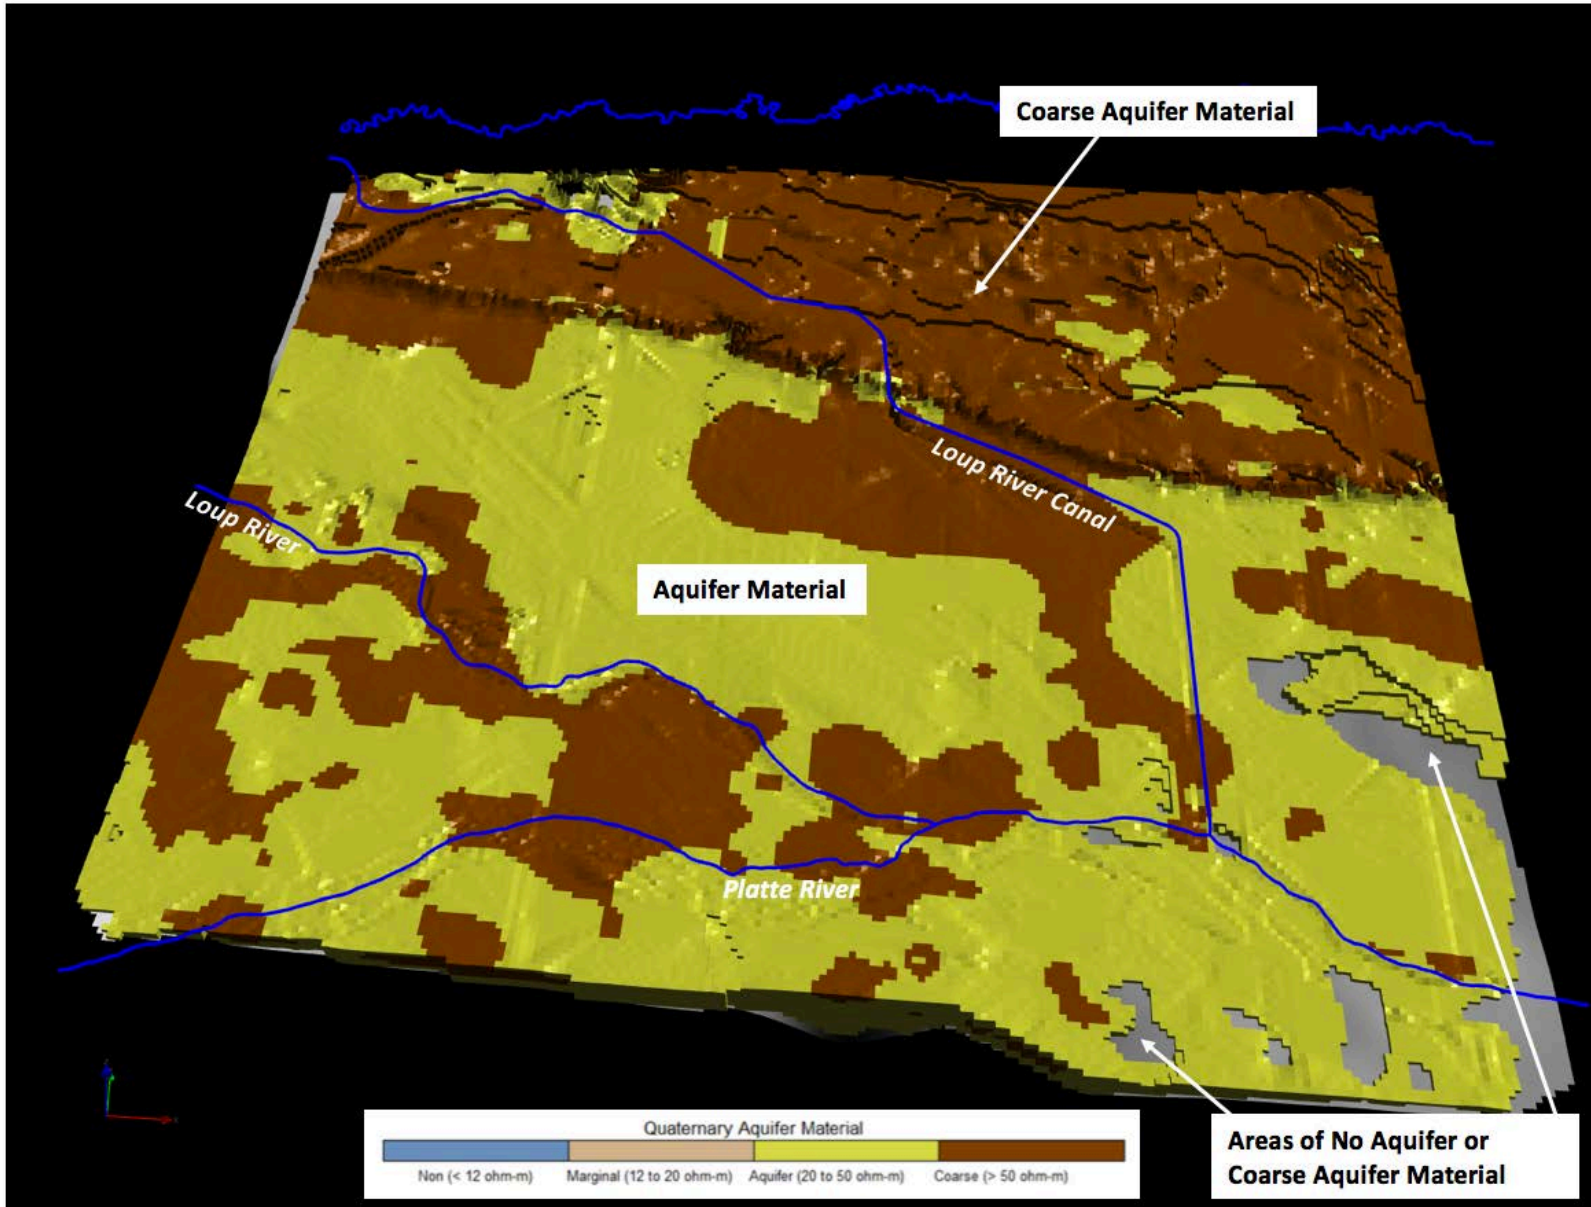 Coarse Aquifer Material
Loup River Canal
Loup River
Aquifer Material
Platte River
Quaternary Aquifer Material
Non (< 12 ohm-m)
Marginal (12 to 20 ohm-m)
Aquifer (20 to 50 ohm-m)
Coarse (> 50 ohm-m)
Areas of No Aquifer or
Coarse Aquifer Material